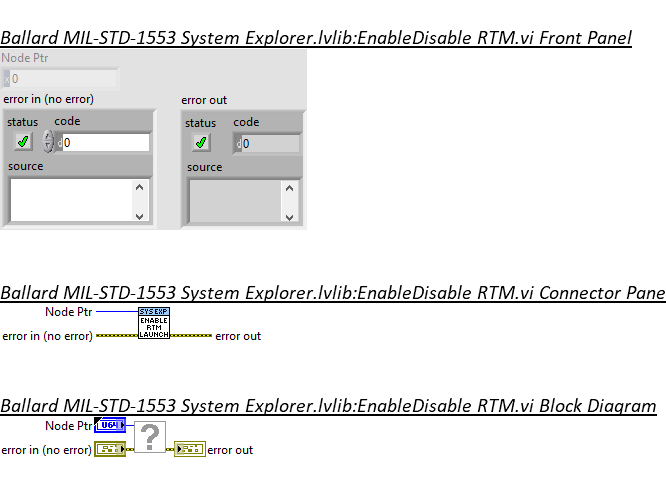 Ballard MIL-STD-1553 System Explorer.lvlib:EnableDisable RTM.vi Front Panel
Node Ptr
x 0
error in (no error)
error out
status code
d 0
status code
d 0
source
source
Ballard MIL-STD-1553 System Explorer.lvlib:EnableDisable RTM.vi Connector Pane
Node Ptr
SYS EXP
ENABLE
RTM
LAUNCH
error in (no error)
error out
Ballard MIL-STD-1553 System Explorer.lvlib:EnableDisable RTM.vi Block Diagram
Node Ptr U64
?
error in (no error)
error out